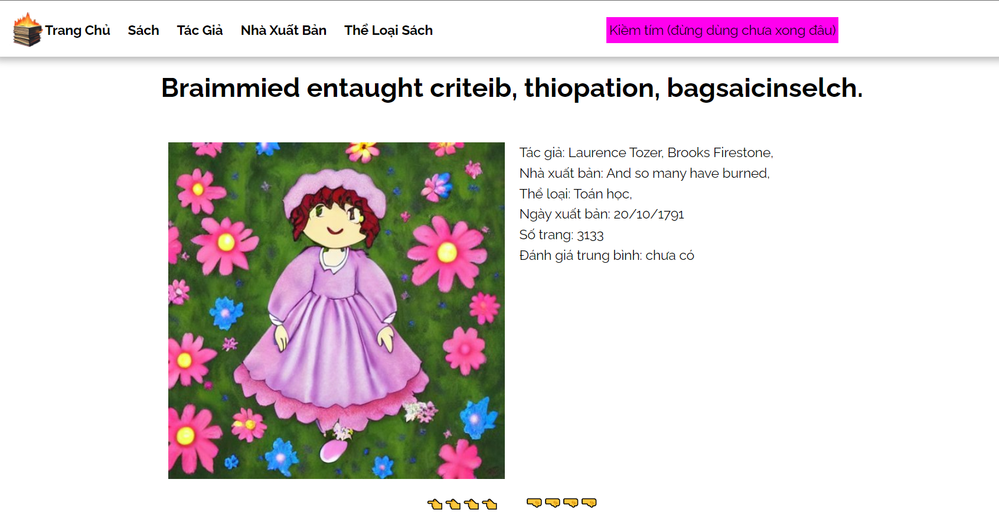 Trang Chủ Sách Tác Giả Nhà Xuất Bản Thể Loại Sách Kiềm tím (đừng dùng chưa xong đâu)
Braimmied entaught criteib, thiopation, bagsaicinselch.
Tác giả: Laurence Tozer, Brooks Firestone,
Nhà xuất bản: And so many have burned,
Thể loại: Toán học,
Ngày xuất bản: 20/10/1791
Số trang: 3133
Đánh giá trung bình: chưa có